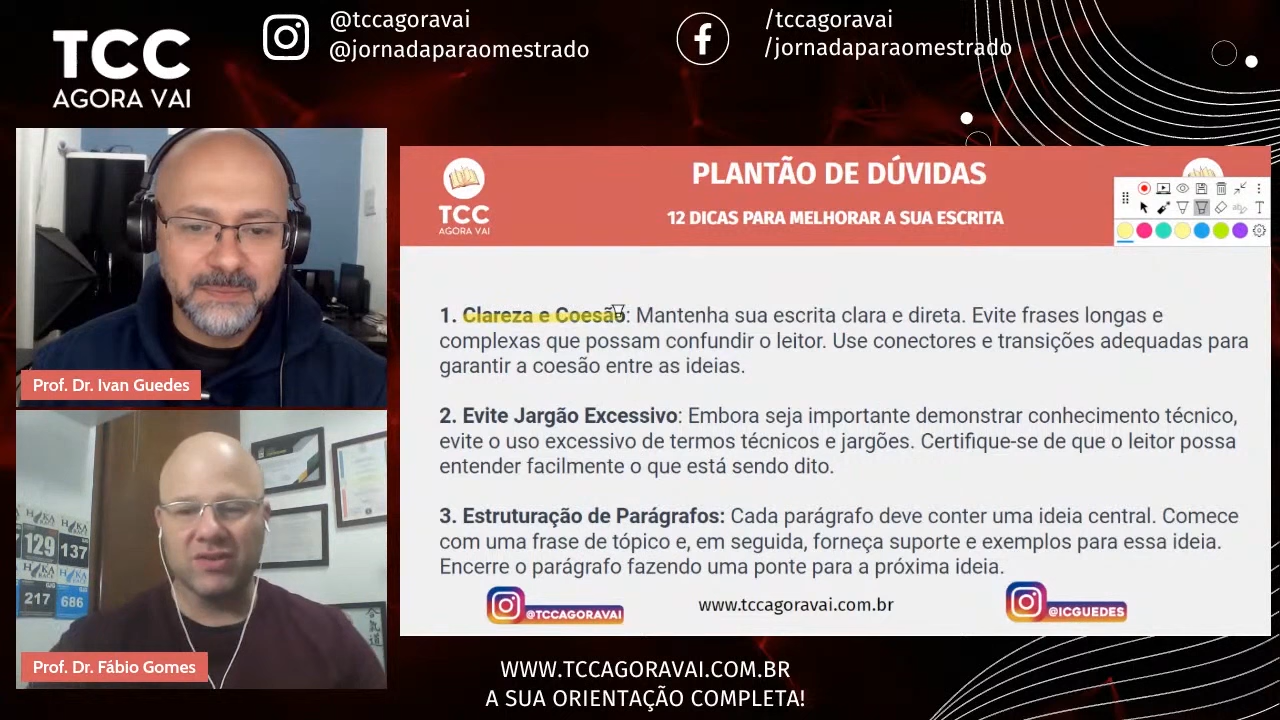 TCC
AGORA VAI
@tccagoravai
@jornadaparaomestrado
/tccagoravai
/jornadaparaomestrado
Prof. Dr. Ivan Guedes
HOKA
129
137
HOKA
217
686
Prof. Dr. Fábio Gomes
TCC
AGORA VAI
PLANTÃO DE DÚVIDAS
12 DICAS PARA MELHORAR A SUA ESCRITA
1. Clareza e Coesão: Mantenha sua escrita clara e direta. Evite frases longas e
complexas que possam confundir o leitor. Use conectores e transições adequadas para
garantir a coesão entre as ideias.
2. Evite Jargão Excessivo: Embora seja importante demonstrar conhecimento técnico,
evite o uso excessivo de termos técnicos e jargões. Certifique-se de que o leitor possa
entender facilmente o que está sendo dito.
3. Estruturação de Parágrafos: Cada parágrafo deve conter uma ideia central. Comece
com uma frase de tópico e, em seguida, forneça suporte e exemplos para essa ideia.
Encerre o parágrafo fazendo uma ponte para a próxima ideia.
@TCCAGORAVAI
www.tccagoravai.com.br
@ICGUEDES
WWW.TCCAGORAVAI.COM.BR
A SUA ORIENTAÇÃO COMPLETA!